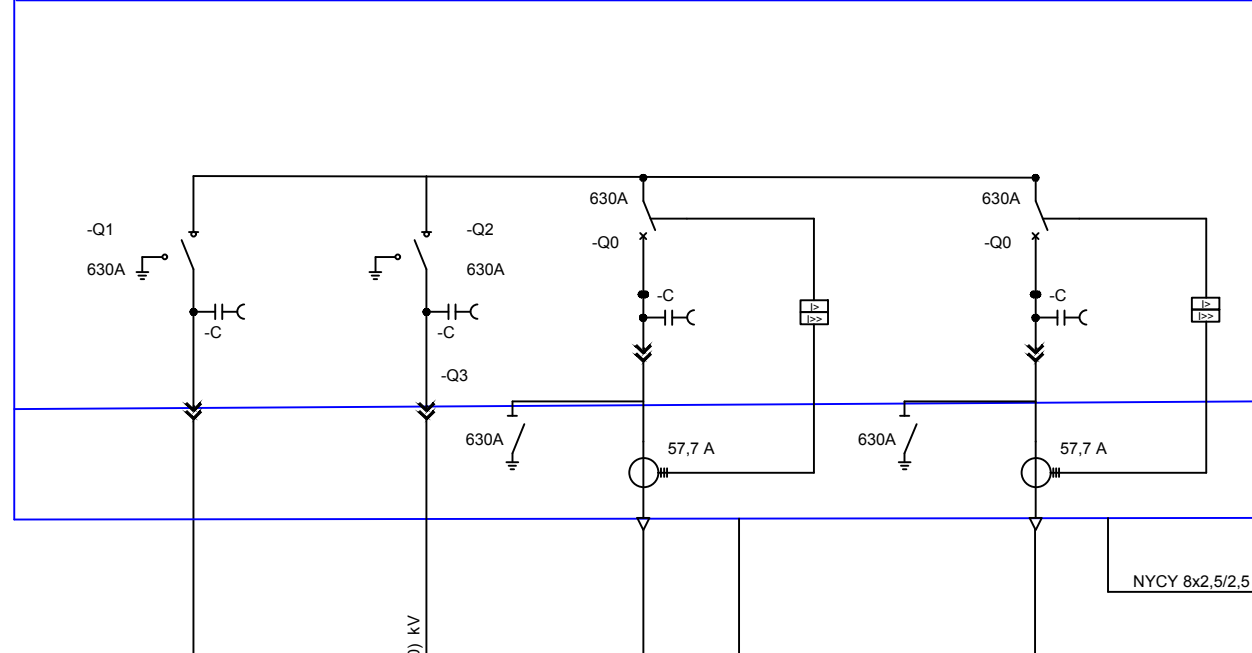 630A
630A
-Q1
-Q2
-Q0
-Q0
630A
630A
-C
-C
I>
I>>
I>
I>>
-C
-C
-Q3
630A
630A
57,7 A
57,7 A
NYCY 8x2,5/2,5
kV